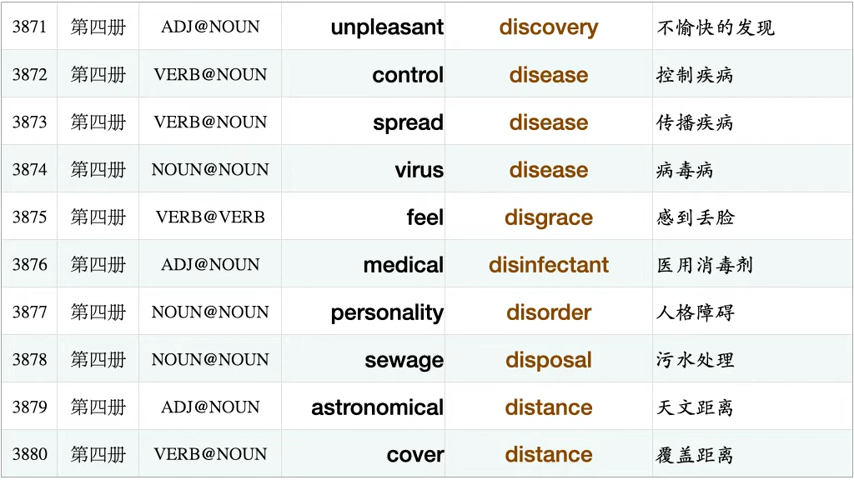 3871 第四册 ADJ@NOUN unpleasant discovery 不愉快的发现
3872 第四册 VERB@NOUN control disease 控制疾病
3873 第四册 VERB@NOUN spread disease 传播疾病
3874 第四册 NOUN@NOUN virus disease 病毒病
3875 第四册 VERB@VERB feel disgrace 感到丢脸
3876 第四册 ADJ@NOUN medical disinfectant 医用消毒剂
3877 第四册 NOUN@NOUN personality disorder 人格障碍
3878 第四册 NOUN@NOUN sewage disposal 污水处理
3879 第四册 ADJ@NOUN astronomical distance 天文距离
3880 第四册 VERB@NOUN cover distance 覆盖距离